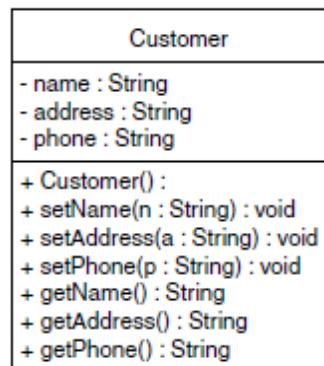 Customer
- name : String
- address : String
- phone : String
+ Customer() :
+ setName(n : String) : void
+ setAddress(a : String) : void
+ setPhone(p : String) : void
+ getName() : String
+ getAddress() : String
+ getPhone() : String